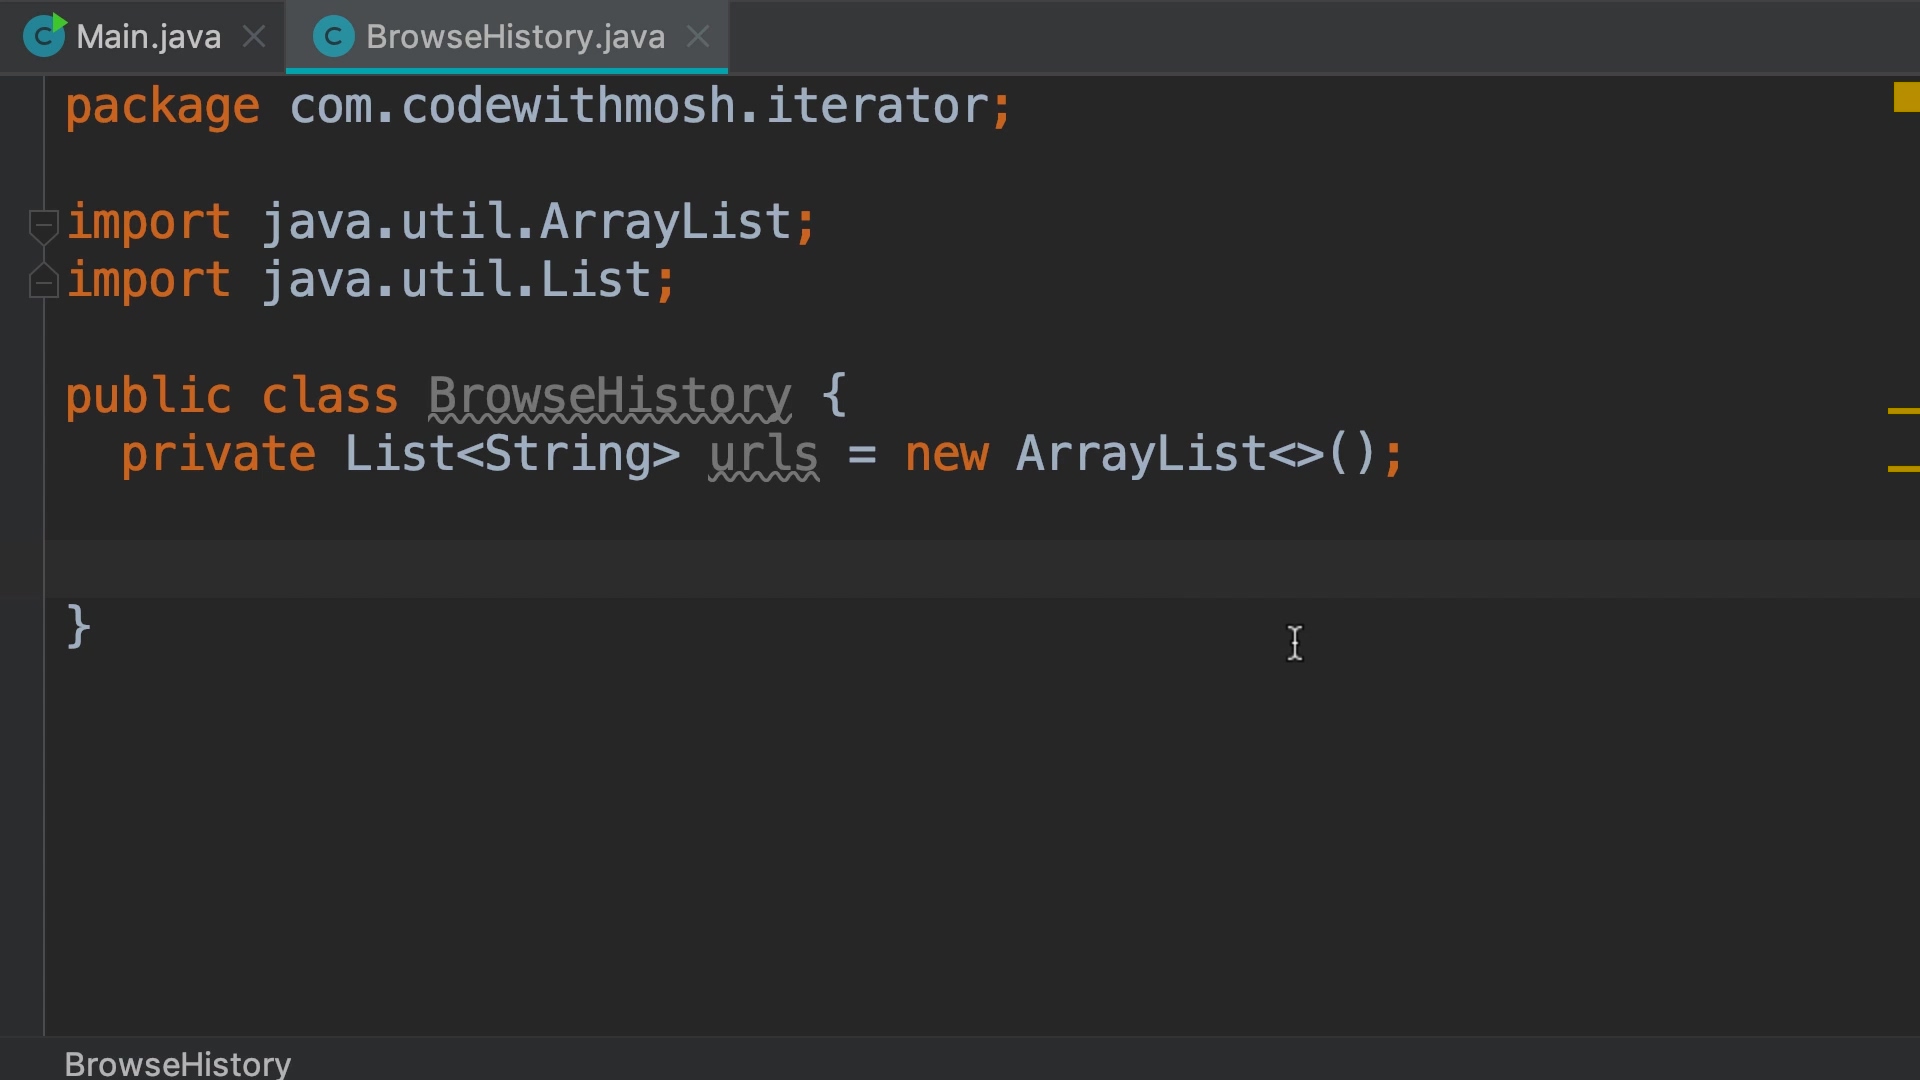 Main.java
BrowseHistory.java
package com.codewithmosh.iterator;
import java.util.ArrayList;
import java.util.List;
public class BrowseHistory {
  private List<String> urls = new ArrayList<>();
}
BrowseHistory